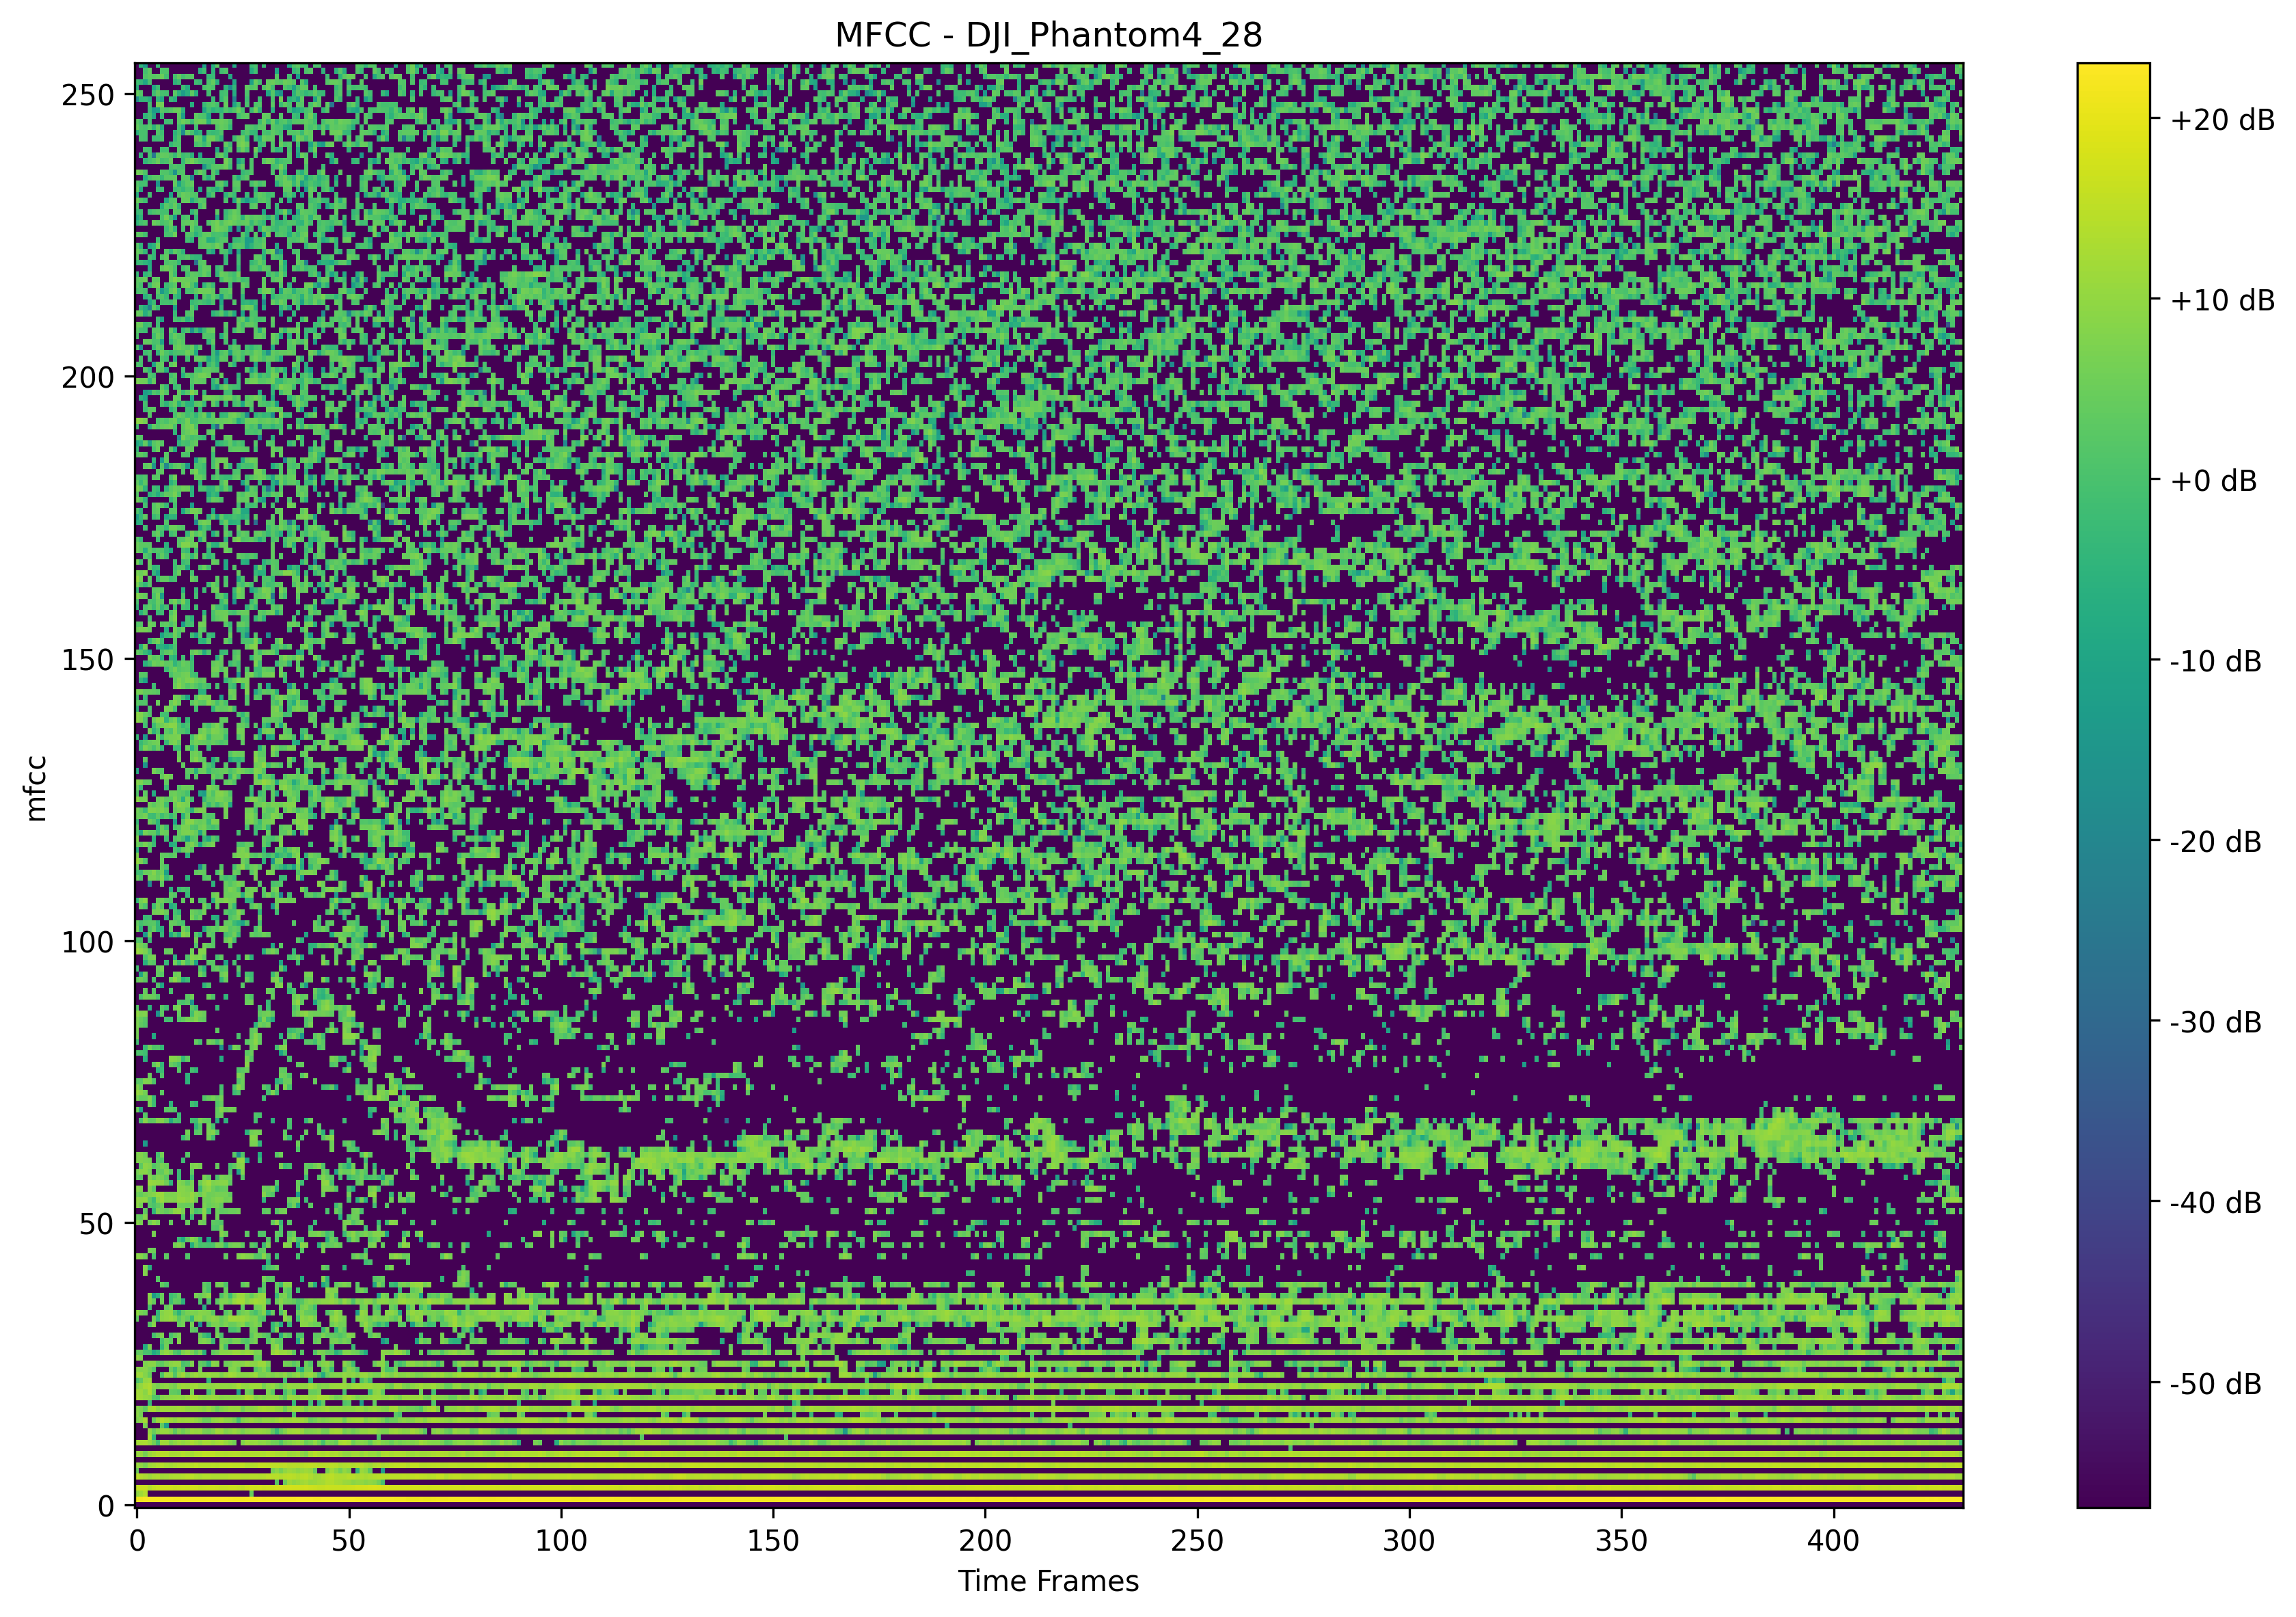 MFCC - DJI_Phantom4_28
250
200
150
100
50
0
mfcc
0 50 100 150 200 250 300 350 400
Time Frames
+20 dB
+10 dB
+0 dB
-10 dB
-20 dB
-30 dB
-40 dB
-50 dB